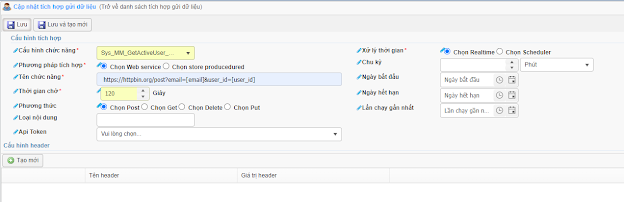 Cập nhật tích hợp gửi dữ liệu (Trở về danh sách tích hợp gửi dữ liệu)
Lưu Lưu và tạo mới
Cấu hình tích hợp
Cấu hình chức năng * Sys_MM_GetActiveUser_...
Phương pháp tích hợp * Chọn Web service Chọn store producedured
Tên chức năng * https://httpbin.org/post?email=[email]&user_id=[user_id]
Thời gian chờ * 120 Giây
Phương thức Chọn Post Chọn Get Chọn Delete Chọn Put
Loại nội dung
Api Token Vui lòng chọn...
Xử lý thời gian * Chọn Realtime Chọn Scheduler
Chu kỳ Phút
Ngày bắt đầu Ngày bắt đầu
Ngày hết hạn Ngày hết hạn
Lần chạy gần nhất Lần chạy gần n...
Cấu hình header
Tạo mới
Tên header Giá trị header